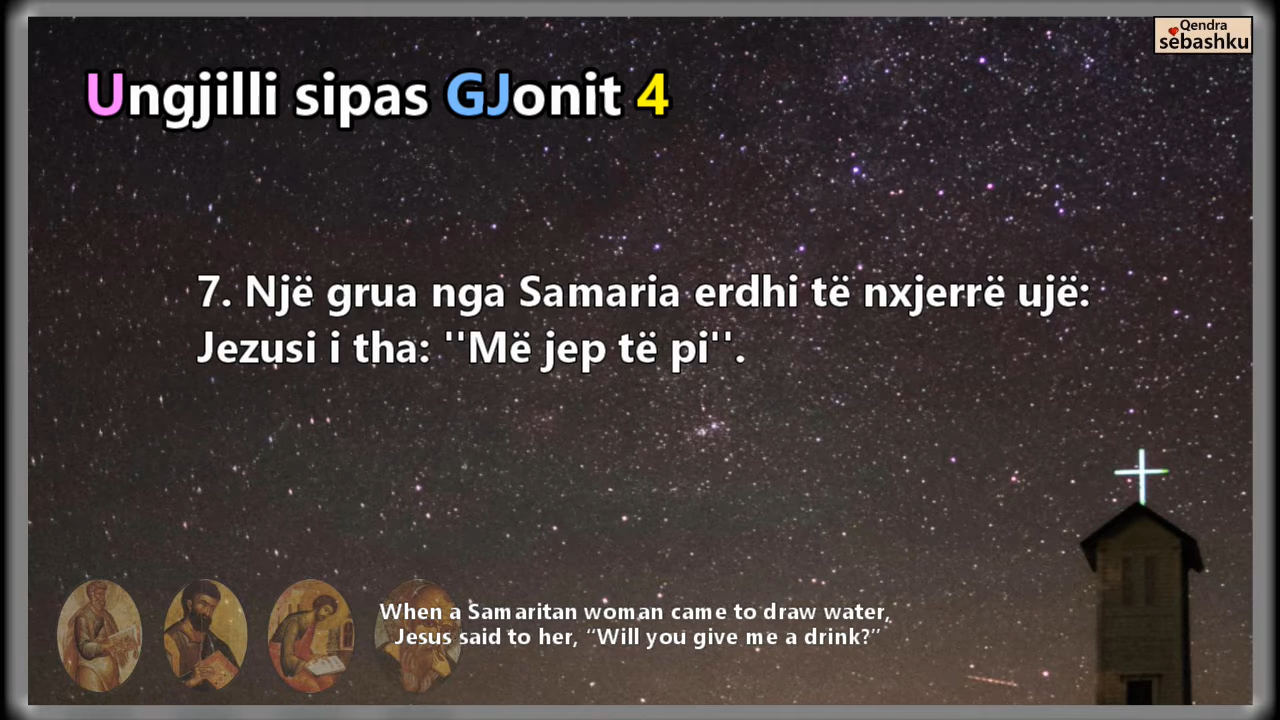 Qendra
sebashku
Ungjilli sipas GJonit 4
7. Një grua nga Samaria erdhi të nxjerrë ujë:
Jezusi i tha: ''Më jep të pi''.
When a Samaritan woman came to draw water,
Jesus said to her, “Will you give me a drink?”